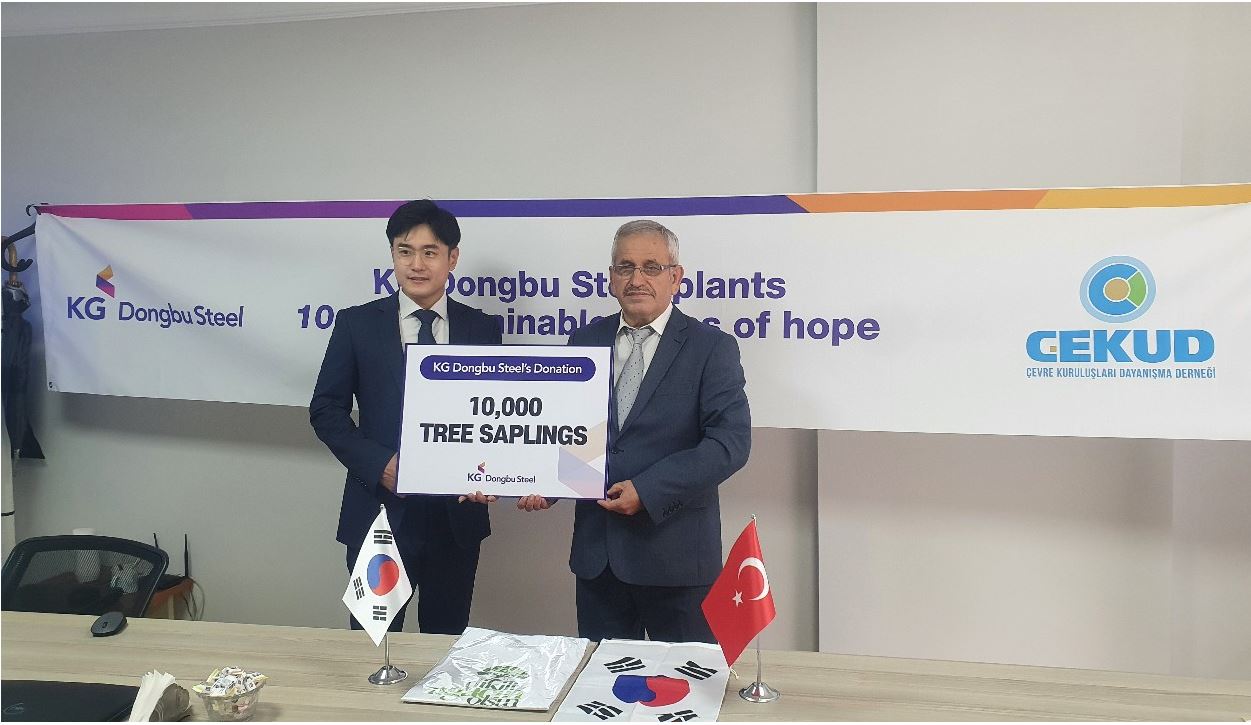 KG Dongbu Steel plants
10 of hope
KG Dongbu Steel
CEKUD
ÇEVRE KURULUŞLARI DAYANIŞMA DERNEĞİ
KG Dongbu Steel's Donation
10,000
TREE SAPLINGS
KG Dongbu Steel